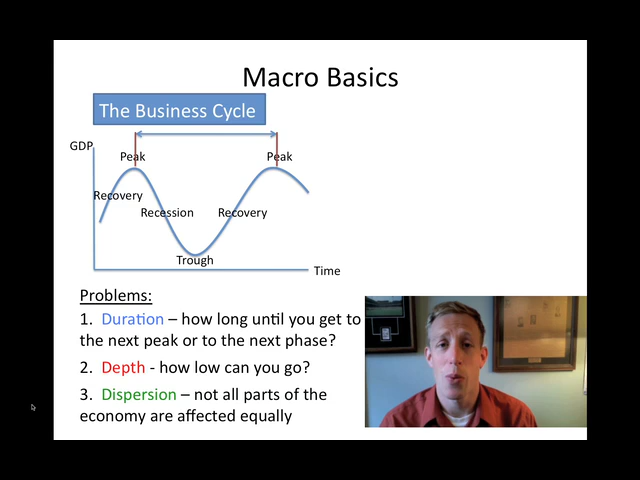 Macro Basics
The Business Cycle
GDP
Peak
Peak
Recovery
Recession
Recovery
Trough
Time
Problems:
1. Duration – how long until you get to
the next peak or to the next phase?
2. Depth - how low can you go?
3. Dispersion – not all parts of the
economy are affected equally